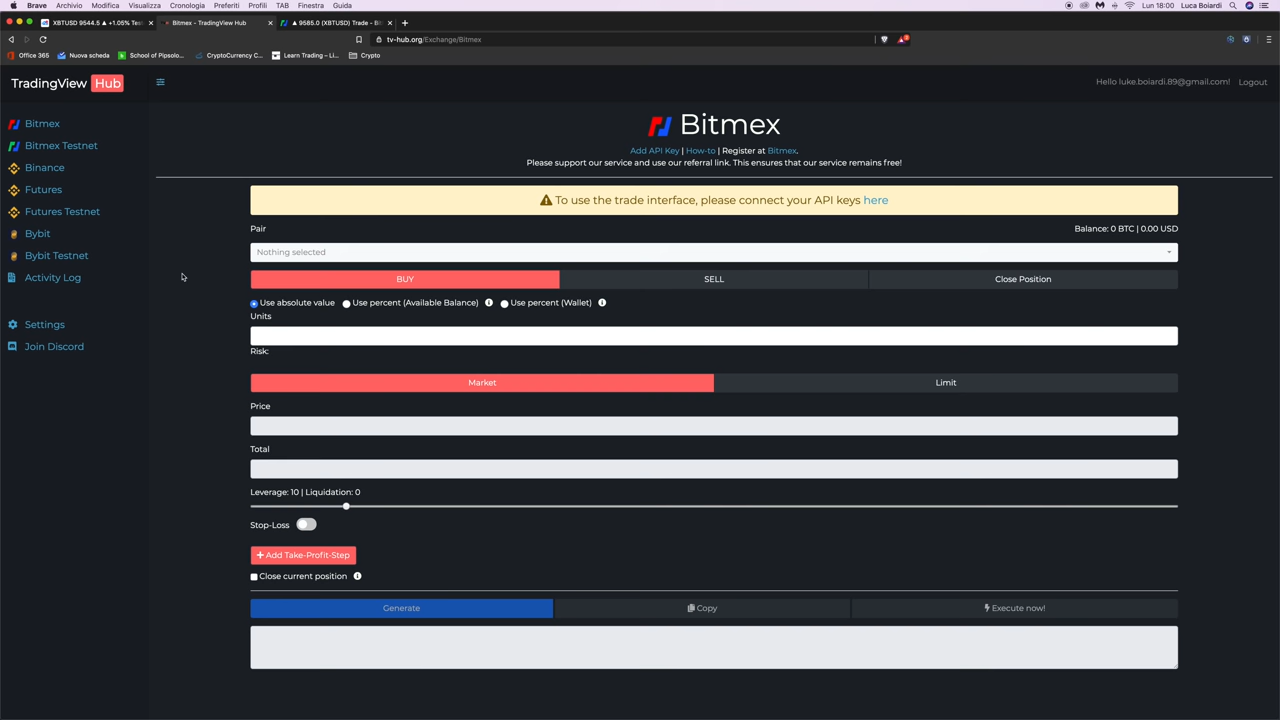 Brave Archivio Modifica Visualizza Cronologia Preferiti Profili TAB Finestra Guida Lun 18:00 Luca Boiardi
XBTUSD 9544.5 ▲ +1.05% Tes Bitmex - TradingView Hub ▲ 9585.0 (XBTUSD) Trade - Bit
tv-hub.org/Exchange/Bitmex
Office 365 Nuova scheda School of Pipsolo... CryptoCurrency C... Learn Trading – Li... Crypto
TradingView Hub
Hello luke.boiardi.89@gmail.com! Logout
Bitmex
Bitmex Testnet
Binance
Futures
Futures Testnet
Bybit
Bybit Testnet
Activity Log
Settings
Join Discord
Bitmex
Add API Key | How-to | Register at Bitmex.
Please support our service and use our referral link. This ensures that our service remains free!
To use the trade interface, please connect your API keys here
Pair Balance: 0 BTC | 0.00 USD
Nothing selected
BUY SELL Close Position
Use absolute value Use percent (Available Balance) Use percent (Wallet)
Units
Risk:
Market Limit
Price
Total
Leverage: 10 | Liquidation: 0
Stop-Loss
+ Add Take-Profit-Step
Close current position
Generate Copy Execute now!